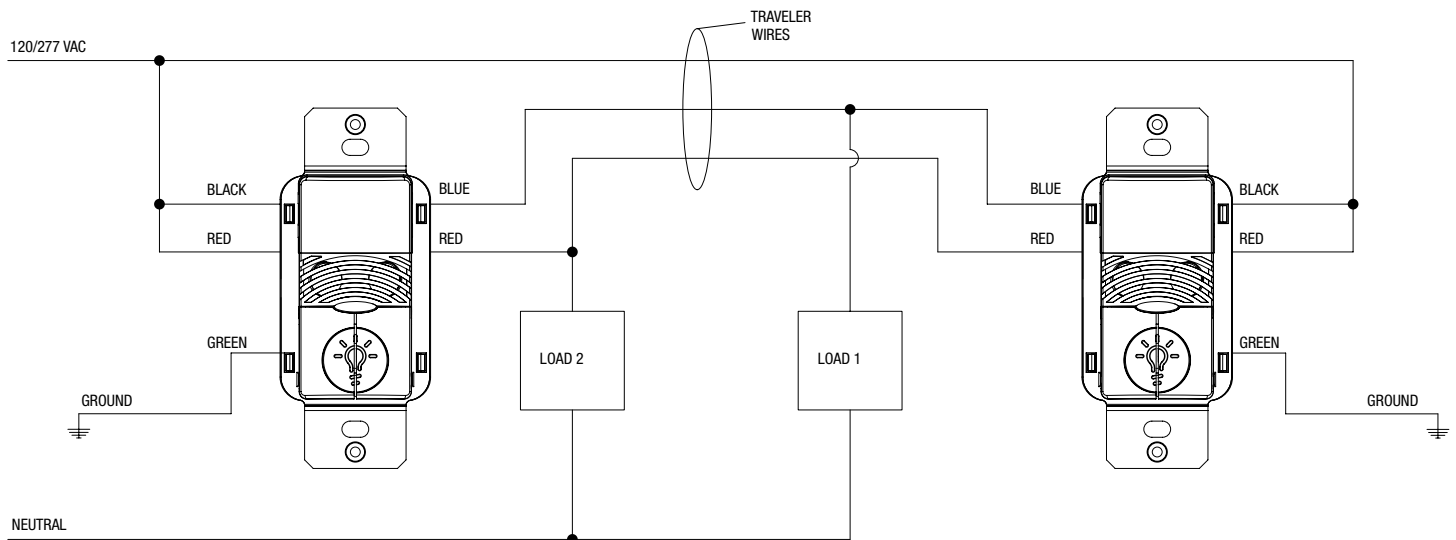 TRAVELER
WIRES
120/277 VAC
BLACK
BLUE
BLUE
BLACK
RED
RED
RED
RED
GREEN
LOAD 2
LOAD 1
GREEN
GROUND
GROUND
NEUTRAL